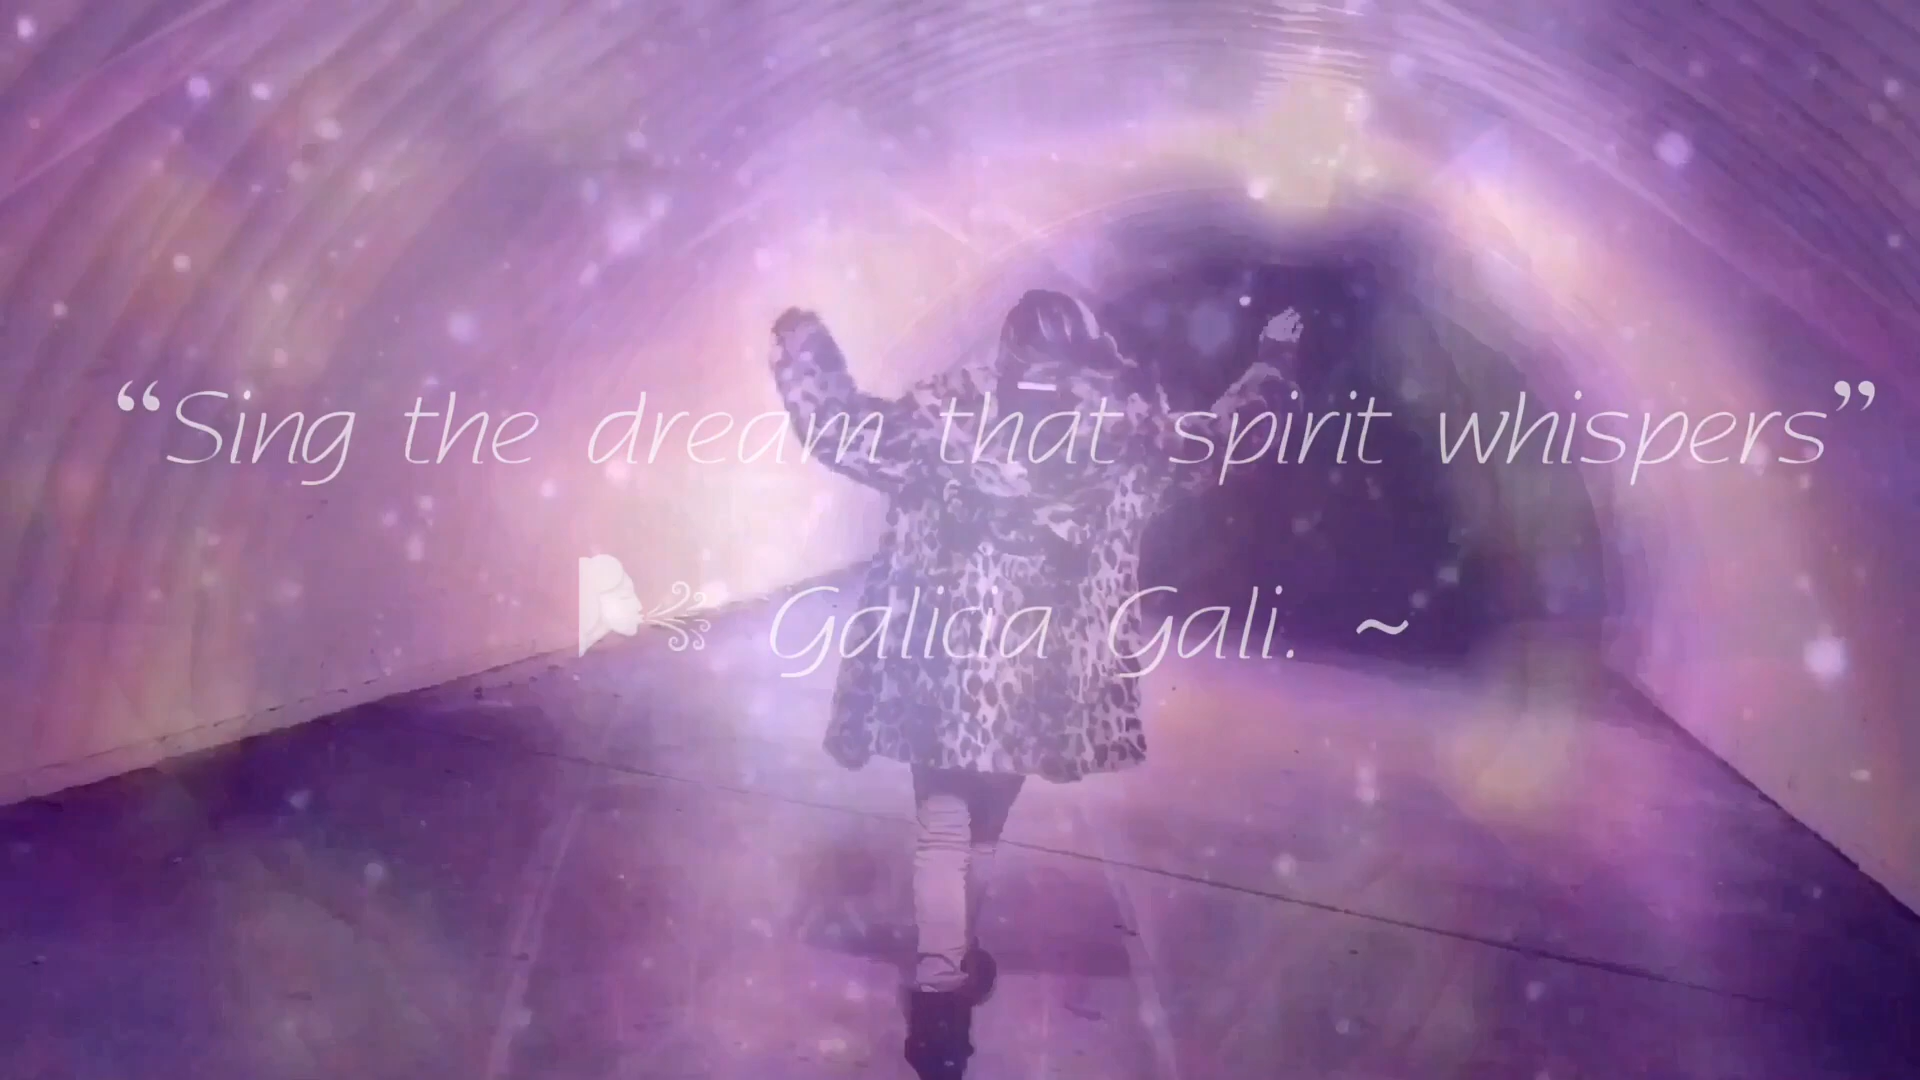 “Sing the dream that spirit whispers”
🌬 Galicia Gali. ~